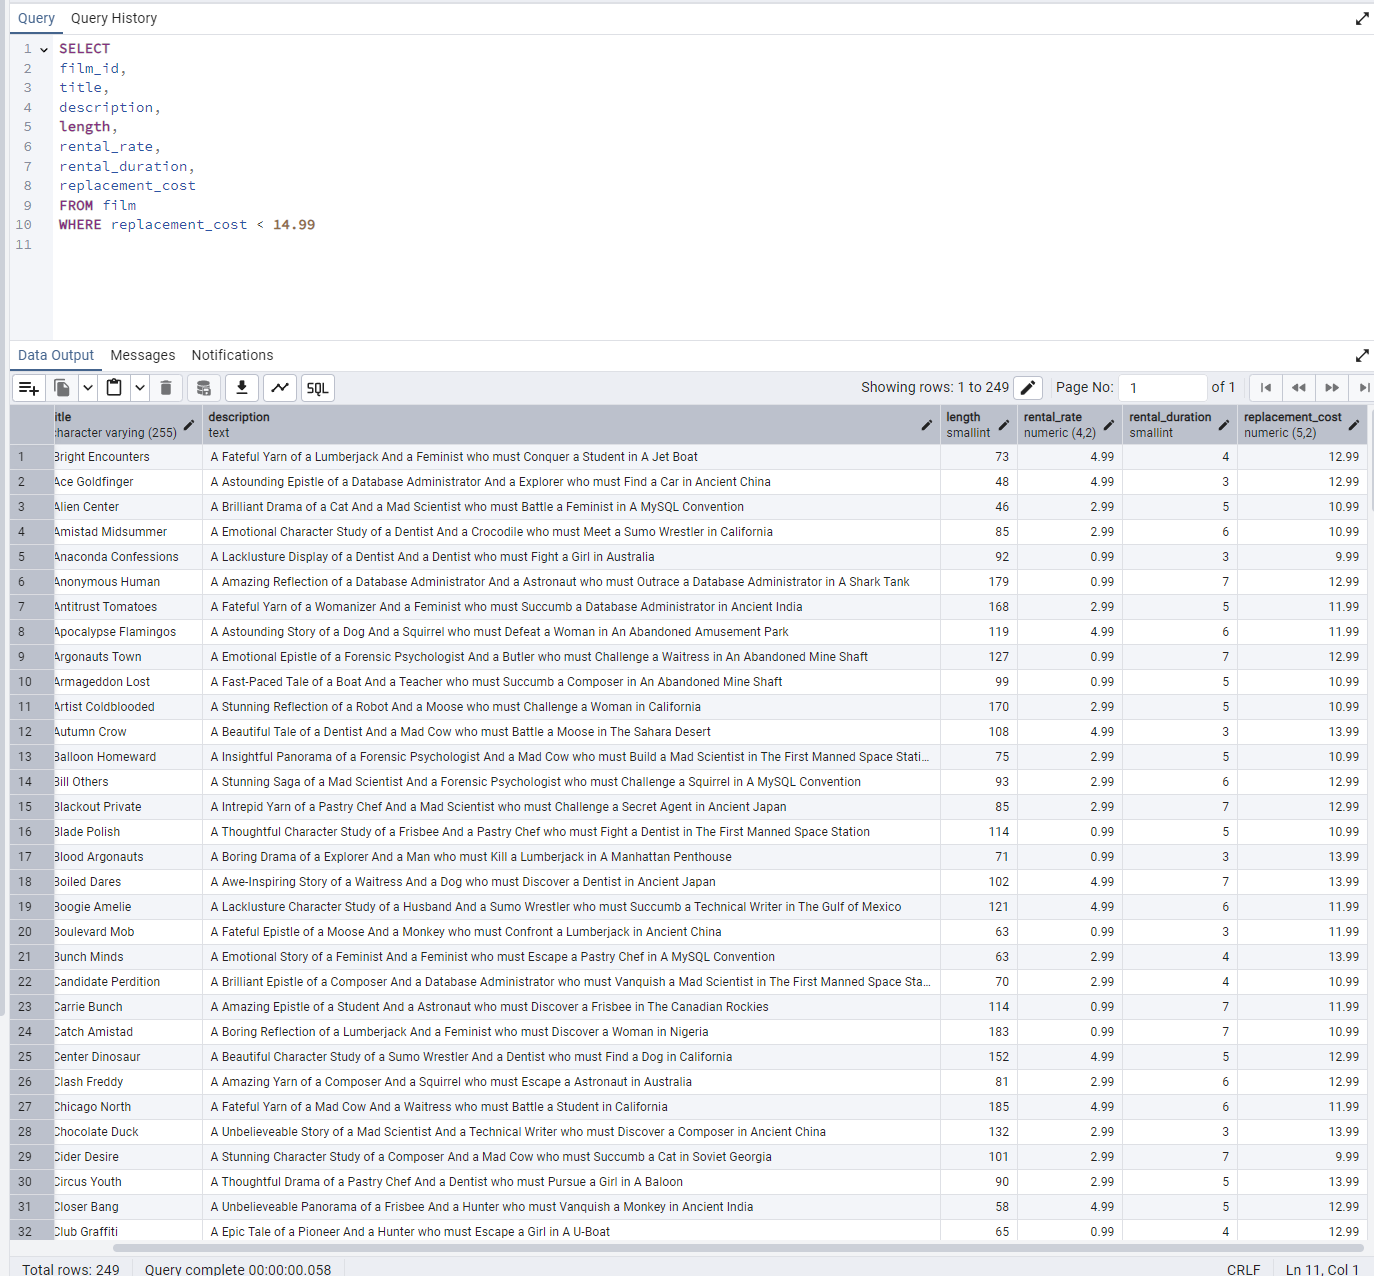 Query Query History
1 SELECT
2 film_id,
3 title,
4 description,
5 length,
6 rental_rate,
7 rental_duration,
8 replacement_cost
9 FROM film
10 WHERE replacement_cost < 14.99
11
Data Output Messages Notifications
SQL Showing rows: 1 to 249 Page No: 1 of 1
itle description length rental_rate rental_duration replacement_cost
character varying (255) text smallint numeric (4,2) smallint numeric (5,2)
1 Bright Encounters A Fateful Yarn of a Lumberjack And a Feminist who must Conquer a Student in A Jet Boat 73 4.99 4 12.99
2 Ace Goldfinger A Astounding Epistle of a Database Administrator And a Explorer who must Find a Car in Ancient China 48 4.99 3 12.99
3 Alien Center A Brilliant Drama of a Cat And a Mad Scientist who must Battle a Feminist in A MySQL Convention 46 2.99 5 10.99
4 Amistad Midsummer A Emotional Character Study of a Dentist And a Crocodile who must Meet a Sumo Wrestler in California 85 2.99 6 10.99
5 Anaconda Confessions A Lacklusture Display of a Dentist And a Dentist who must Fight a Girl in Australia 92 0.99 3 9.99
6 Anonymous Human A Amazing Reflection of a Database Administrator And a Astronaut who must Outrace a Database Administrator in A Shark Tank 179 0.99 7 12.99
7 Antitrust Tomatoes A Fateful Yarn of a Womanizer And a Feminist who must Succumb a Database Administrator in Ancient India 168 2.99 5 11.99
8 Apocalypse Flamingos A Astounding Story of a Dog And a Squirrel who must Defeat a Woman in An Abandoned Amusement Park 119 4.99 6 11.99
9 Argonauts Town A Emotional Epistle of a Forensic Psychologist And a Butler who must Challenge a Waitress in An Abandoned Mine Shaft 127 0.99 7 12.99
10 Armageddon Lost A Fast-Paced Tale of a Boat And a Teacher who must Succumb a Composer in An Abandoned Mine Shaft 99 0.99 5 10.99
11 Artist Coldblooded A Stunning Reflection of a Robot And a Moose who must Challenge a Woman in California 170 2.99 5 10.99
12 Autumn Crow A Beautiful Tale of a Dentist And a Mad Cow who must Battle a Moose in The Sahara Desert 108 4.99 3 13.99
13 Balloon Homeward A Insightful Panorama of a Forensic Psychologist And a Mad Cow who must Build a Mad Scientist in The First Manned Space Stati... 75 2.99 5 10.99
14 Bill Others A Stunning Saga of a Mad Scientist And a Forensic Psychologist who must Challenge a Squirrel in A MySQL Convention 93 2.99 6 12.99
15 Blackout Private A Intrepid Yarn of a Pastry Chef And a Mad Scientist who must Challenge a Secret Agent in Ancient Japan 85 2.99 7 12.99
16 Blade Polish A Thoughtful Character Study of a Frisbee And a Pastry Chef who must Fight a Dentist in The First Manned Space Station 114 0.99 5 10.99
17 Blood Argonauts A Boring Drama of a Explorer And a Man who must Kill a Lumberjack in A Manhattan Penthouse 71 0.99 3 13.99
18 Boiled Dares A Awe-Inspiring Story of a Waitress And a Dog who must Discover a Dentist in Ancient Japan 102 4.99 7 13.99
19 Boogie Amelie A Lacklusture Character Study of a Husband And a Sumo Wrestler who must Succumb a Technical Writer in The Gulf of Mexico 121 4.99 6 11.99
20 Boulevard Mob A Fateful Epistle of a Moose And a Monkey who must Confront a Lumberjack in Ancient China 63 0.99 3 11.99
21 Bunch Minds A Emotional Story of a Feminist And a Feminist who must Escape a Pastry Chef in A MySQL Convention 63 2.99 4 13.99
22 Candidate Perdition A Brilliant Epistle of a Composer And a Database Administrator who must Vanquish a Mad Scientist in The First Manned Space Sta... 70 2.99 4 10.99
23 Carrie Bunch A Amazing Epistle of a Student And a Astronaut who must Discover a Frisbee in The Canadian Rockies 114 0.99 7 11.99
24 Catch Amistad A Boring Reflection of a Lumberjack And a Feminist who must Discover a Woman in Nigeria 183 0.99 7 10.99
25 Center Dinosaur A Beautiful Character Study of a Sumo Wrestler And a Dentist who must Find a Dog in California 152 4.99 5 12.99
26 Clash Freddy A Amazing Yarn of a Composer And a Squirrel who must Escape a Astronaut in Australia 81 2.99 6 12.99
27 Chicago North A Fateful Yarn of a Mad Cow And a Waitress who must Battle a Student in California 185 4.99 6 11.99
28 Chocolate Duck A Unbelieveable Story of a Mad Scientist And a Technical Writer who must Discover a Composer in Ancient China 132 2.99 3 13.99
29 Cider Desire A Stunning Character Study of a Composer And a Mad Cow who must Succumb a Cat in Soviet Georgia 101 2.99 7 9.99
30 Circus Youth A Thoughtful Drama of a Pastry Chef And a Dentist who must Pursue a Girl in A Baloon 90 2.99 5 13.99
31 Closer Bang A Unbelieveable Panorama of a Frisbee And a Hunter who must Vanquish a Monkey in Ancient India 58 4.99 5 12.99
32 Club Graffiti A Epic Tale of a Pioneer And a Hunter who must Escape a Girl in A U-Boat 65 0.99 4 12.99
Total rows: 249 Query complete 00:00:00.058 CRLF Ln 11, Col 1